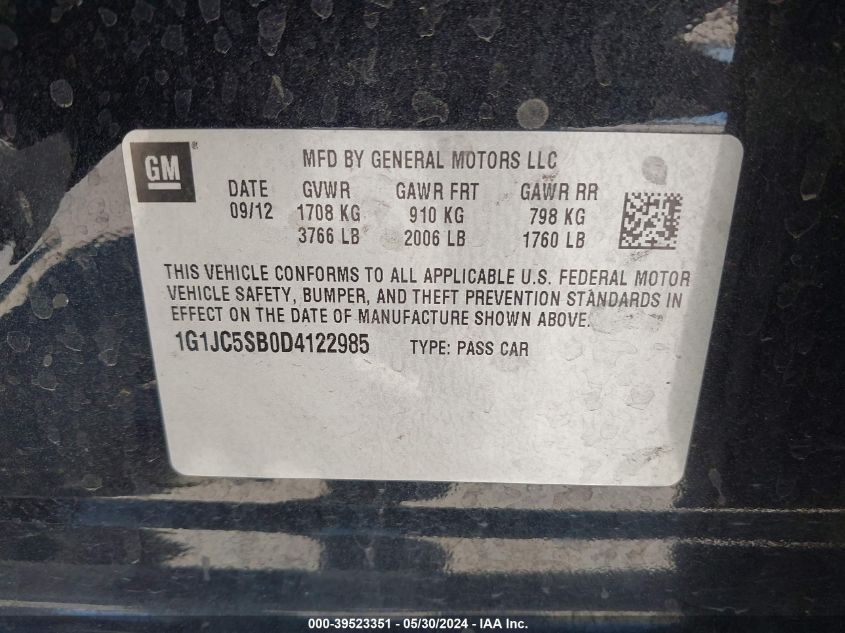 GM ®
MFD BY GENERAL MOTORS LLC
DATE GVWR GAWR FRT GAWR RR
09/12 1708 KG 910 KG 798 KG
3766 LB 2006 LB 1760 LB
THIS VEHICLE CONFORMS TO ALL APPLICABLE U.S. FEDERAL MOTOR
VEHICLE SAFETY, BUMPER, AND THEFT PREVENTION STANDARDS IN
EFFECT ON THE DATE OF MANUFACTURE SHOWN ABOVE.
1G1JC5SB0D4122985 TYPE: PASS CAR
000-39523351 - 05/30/2024 - IAA Inc.